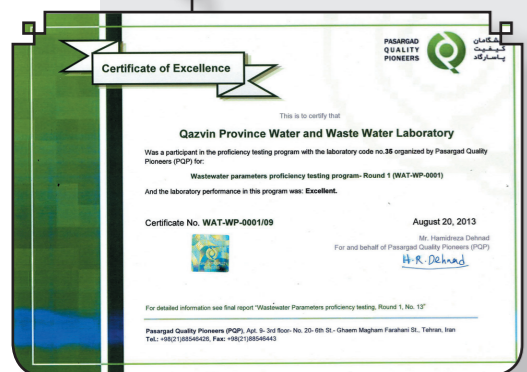 PASARGAD
QUALITY
PIONEERS
پیشگامان
کیفیت
پاسارگاد
Certificate of Excellence
This is to certify that
Qazvin Province Water and Waste Water Laboratory
Was a participant in the proficiency testing program with the laboratory code no.35 organized by Pasargad Quality
Pioneers (PQP) for:
Wastewater parameters proficiency testing program- Round 1 (WAT-WP-0001)
And the laboratory performance in this program was: Excellent.
Certificate No. WAT-WP-0001/09
August 20, 2013
Mr. Hamidreza Dehnad
For and behalf of Pasargad Quality Pioneers (PQP)
H.R.Dehnad
For detailed information see final report "Wastewater Parameters proficiency testing, Round 1, No. 13"
Pasargad Quality Pioneers (PQP), Apt. 9- 3rd floor- No. 20- 6th St.- Ghaem Magham Farahani St., Tehran, Iran
Tel.: +98(21)88546426, Fax: +98(21)88546443